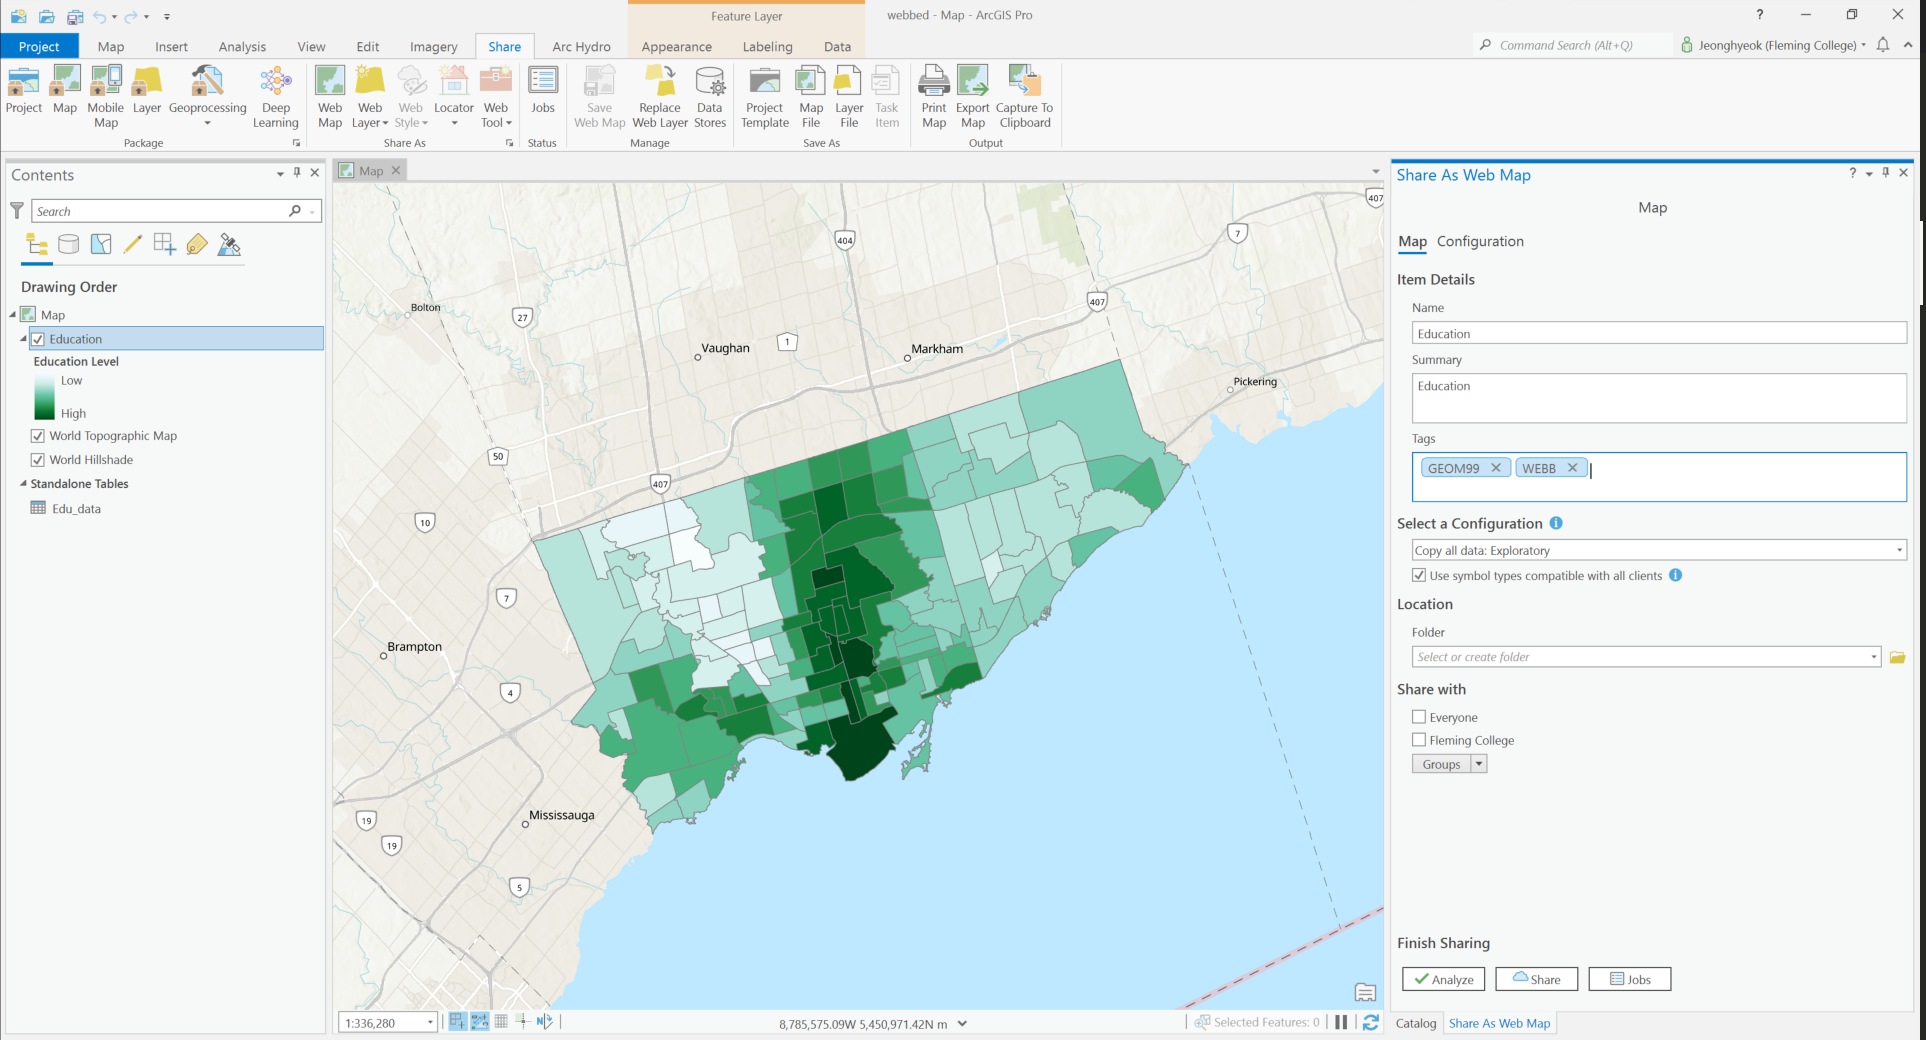 Feature Layer
webbed - Map - ArcGIS Pro
?
Project Map Insert Analysis View Edit Imagery Share Arc Hydro Appearance Labeling Data
Command Search (Alt+Q)
Jeonghyeok (Fleming College)
Project
Map
Mobile
Map
Layer
Geoprocessing
Deep
Learning
Package
Web
Map
Web
Layer
Web
Style
Locator
Web
Tool
Share As
Jobs
Status
Save
Web Map
Replace
Web Layer
Data
Stores
Manage
Project
Template
Map
File
Layer
File
Task
Item
Save As
Print
Map
Export
Map
Capture To
Clipboard
Output
Contents
Search
Drawing Order
Map
Education
Education Level
Low
High
World Topographic Map
World Hillshade
Standalone Tables
Edu_data
Map
407
404
7
407
Bolton
27
1
Vaughan
Markham
Pickering
50
407
10
7
Brampton
4
Mississauga
19
19
5
1:336,280
8,785,575.09W 5,450,971.42N m
Selected Features: 0
Share As Web Map
?
Map
Map Configuration
Item Details
Name
Education
Summary
Education
Tags
GEOM99
WEBB
Select a Configuration
Copy all data: Exploratory
Use symbol types compatible with all clients
Location
Folder
Select or create folder
Share with
Everyone
Fleming College
Groups
Finish Sharing
Analyze Share Jobs
Catalog Share As Web Map